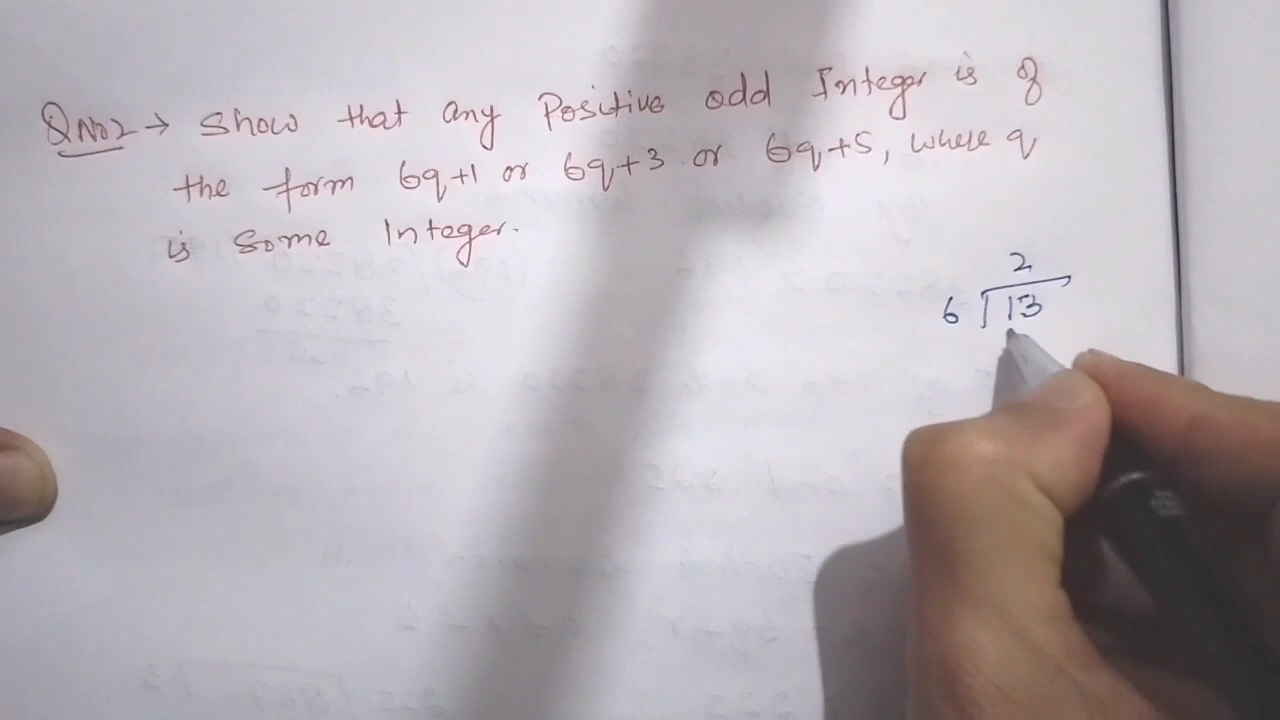 QNO2→ Show that any Positive odd Integer is of
the form 6q+1 or 6q+3 or 6q+5, where q
is some Integer.
2
6 13